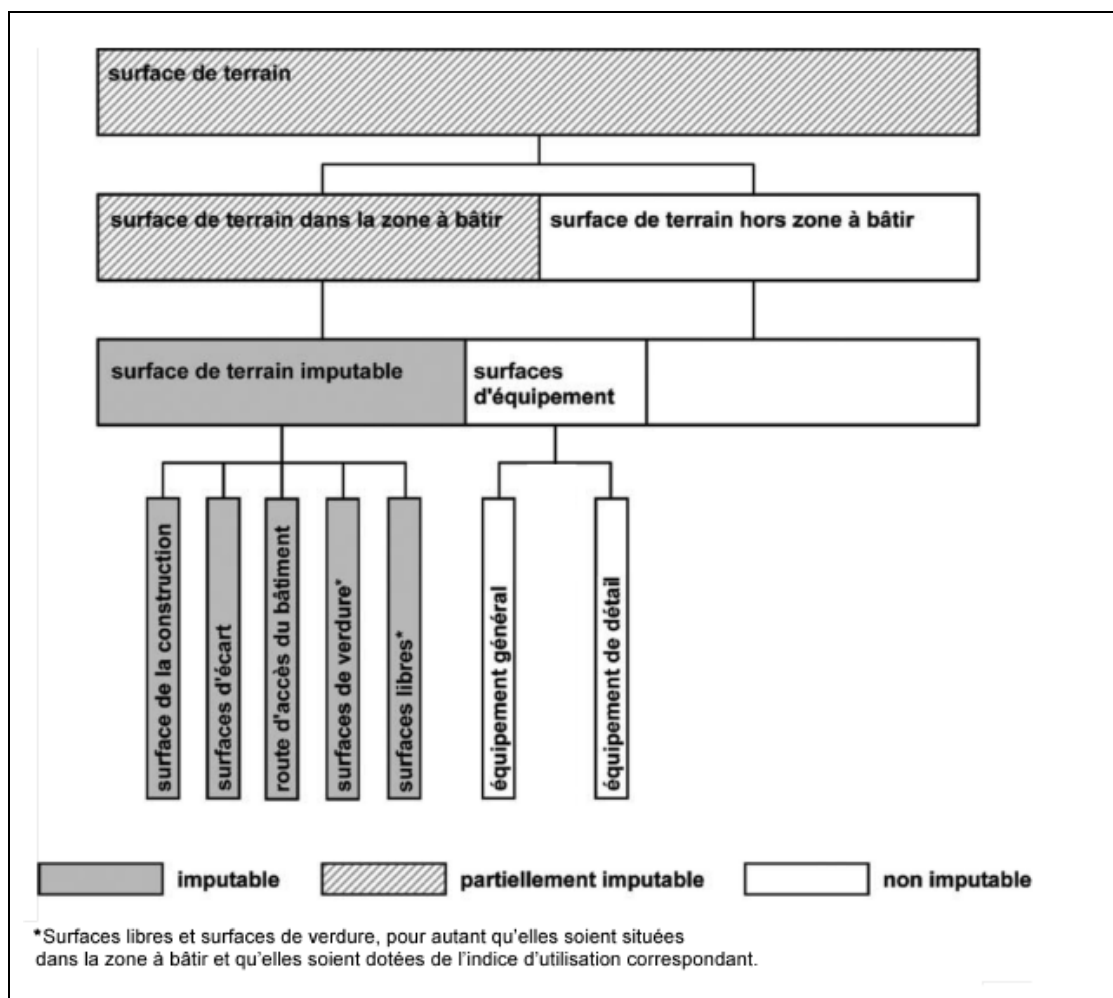 surface de terrain
surface de terrain dans la zone à bâtir
surface de terrain hors zone à bâtir
surface de terrain imputable
surfaces
d'équipement
surface de la construction
surfaces d'écart
route d'accès du bâtiment
surfaces de verdure*
surfaces libres*
équipement général
équipement de détail
imputable
partiellement imputable
non imputable
*Surfaces libres et surfaces de verdure, pour autant qu'elles soient situées
dans la zone à bâtir et qu'elles soient dotées de l'indice d'utilisation correspondant.